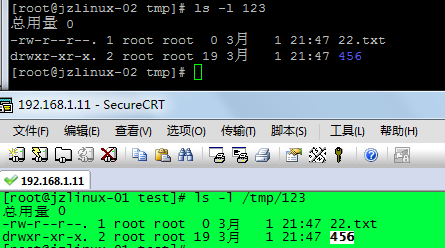 [root@jzlinux-02 tmp]# ls -l 123
总用量 0
-rw-r--r--. 1 root root  0 3月   1 21:47 22.txt
drwxr-xr-x. 2 root root 19 3月   1 21:47 456
[root@jzlinux-02 tmp]#
192.168.1.11 - SecureCRT
文件(F) 编辑(E) 查看(V) 选项(O) 传输(T) 脚本(S) 工具(L) 帮助(H)
192.168.1.11
[root@jzlinux-01 test]# ls -l /tmp/123
总用量 0
-rw-r--r--. 1 root root  0 3月   1 21:47 22.txt
drwxr-xr-x. 2 root root 19 3月   1 21:47 456